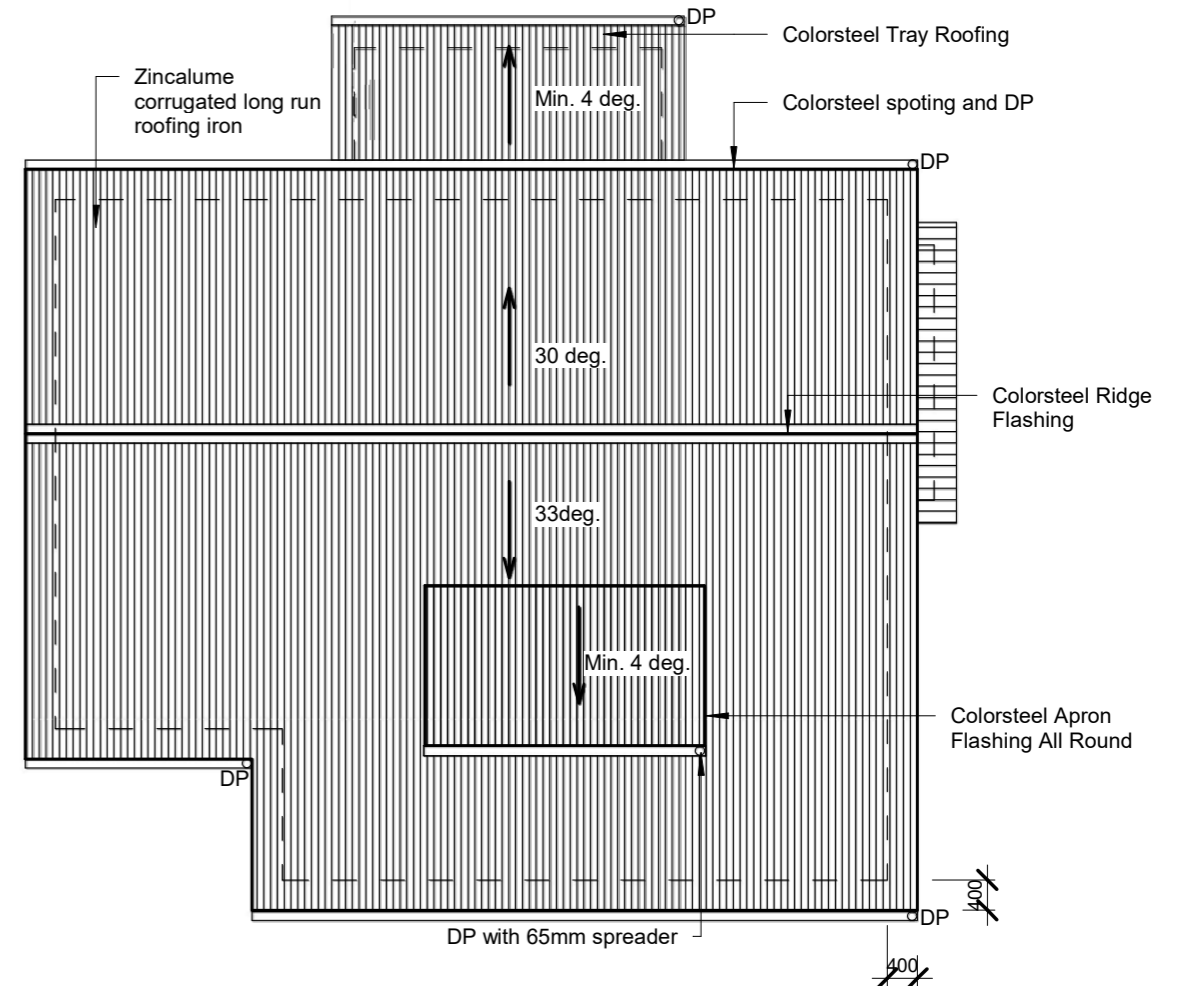 DP
Colorsteel Tray Roofing
Zincalume
corrugated long run
roofing iron
Min. 4 deg.
Colorsteel spoting and DP
DP
30 deg.
Colorsteel Ridge
Flashing
33deg.
Min. 4 deg.
Colorsteel Apron
Flashing All Round
DP
400
DP
DP with 65mm spreader
400